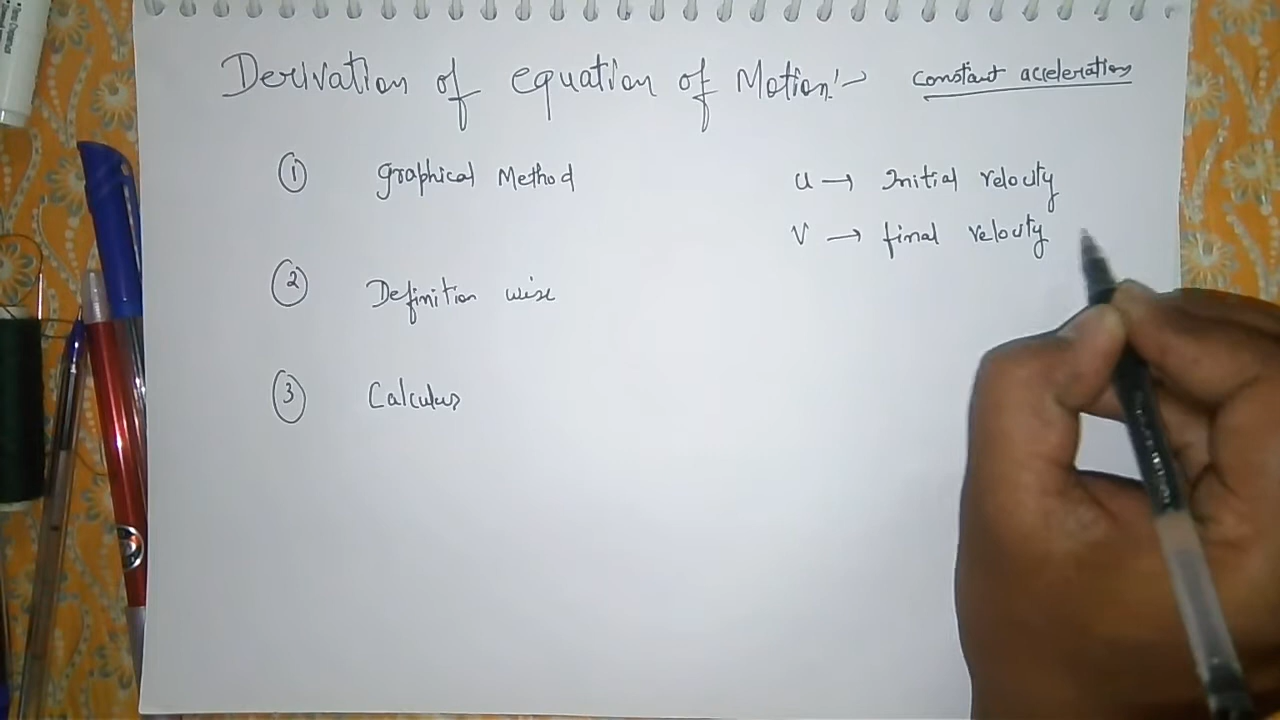 Derivation of equation of Motion:- constant acceleration
① Graphical Method
u → Initial velocity
v → final velocity
② Definition wise
③ Calculus